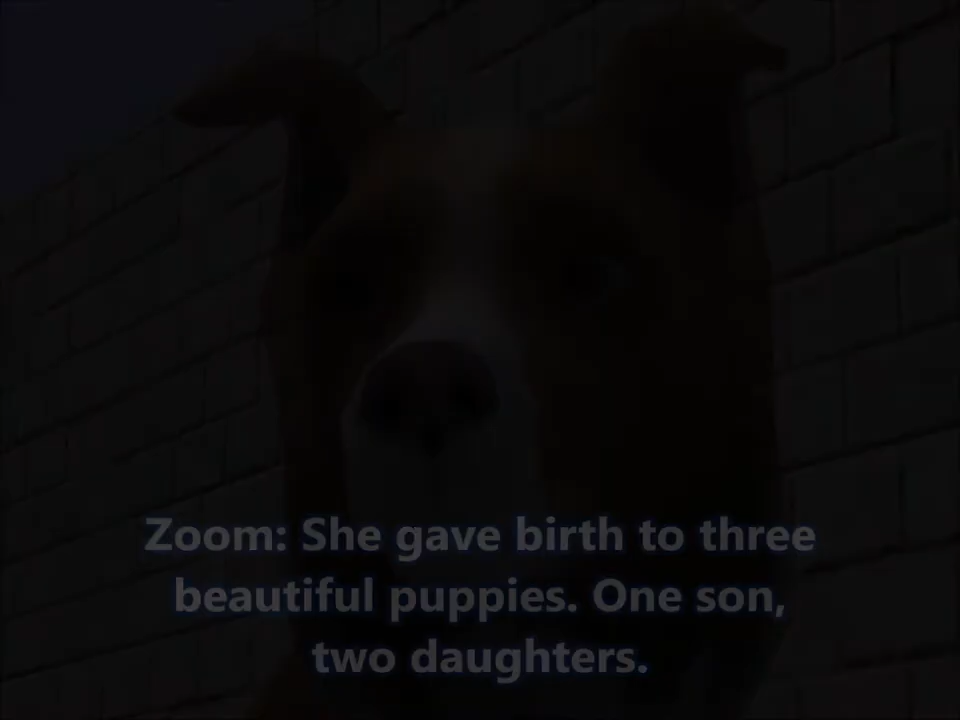 Zoom: She gave birth to three
beautiful puppies. One son,
two daughters.